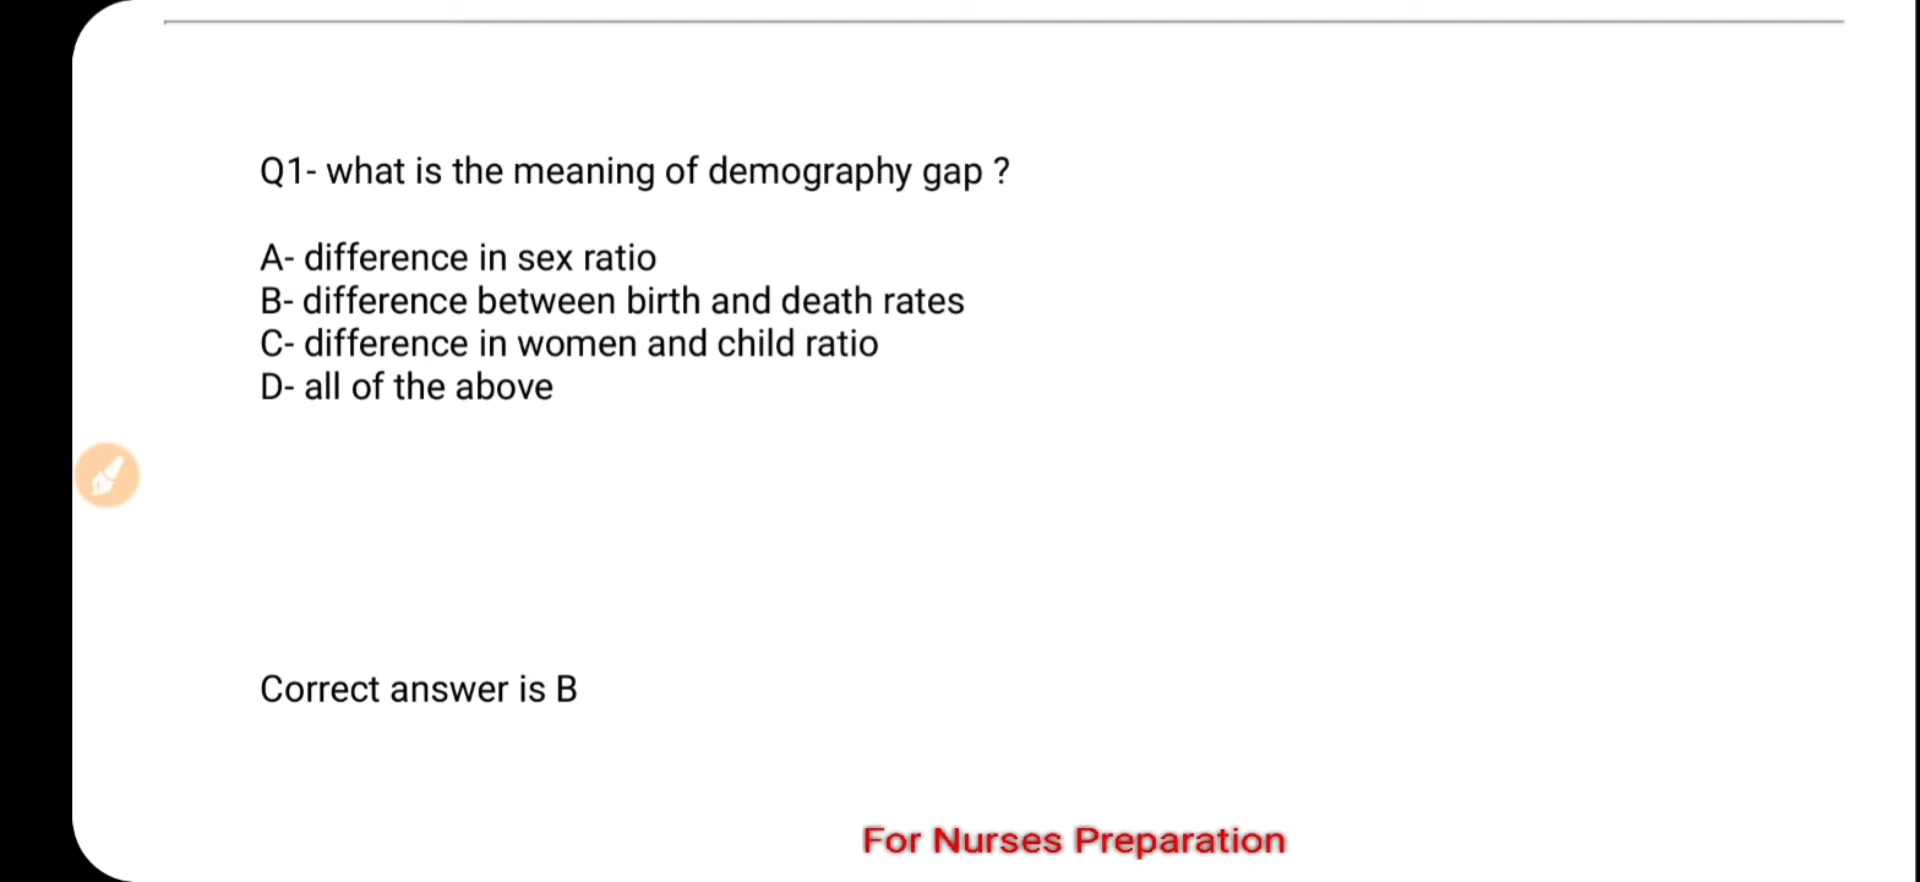 Q1- what is the meaning of demography gap ?
A- difference in sex ratio
B- difference between birth and death rates
C- difference in women and child ratio
D- all of the above
Correct answer is B
For Nurses Preparation